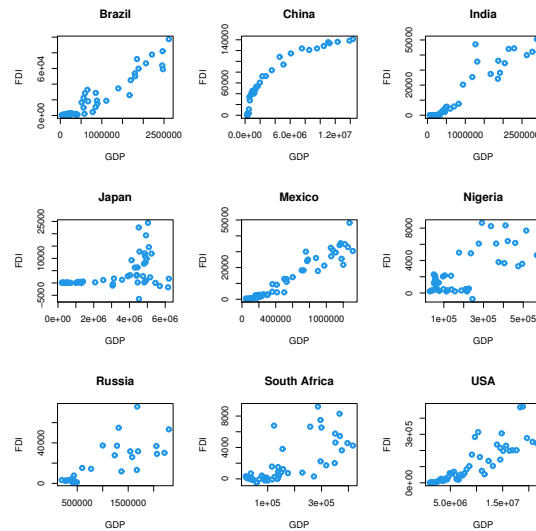 Brazil
FDI
0e+00
6e+04
0
1000000
2500000
GDP
China
FDI
0
60000
140000
0.0e+00
6.0e+06
1.2e+07
GDP
India
FDI
0
20000
50000
0
1000000
2500000
GDP
Japan
FDI
-5000
5000
15000
25000
0e+00
2e+06
4e+06
6e+06
GDP
Mexico
FDI
0
20000
50000
400000
1000000
GDP
Nigeria
FDI
0
4000
8000
1e+05
3e+05
5e+05
GDP
Russia
FDI
0
40000
500000
1500000
GDP
South Africa
FDI
0
4000
8000
1e+05
3e+05
GDP
USA
FDI
0e+00
3e+05
5.0e+06
1.5e+07
GDP